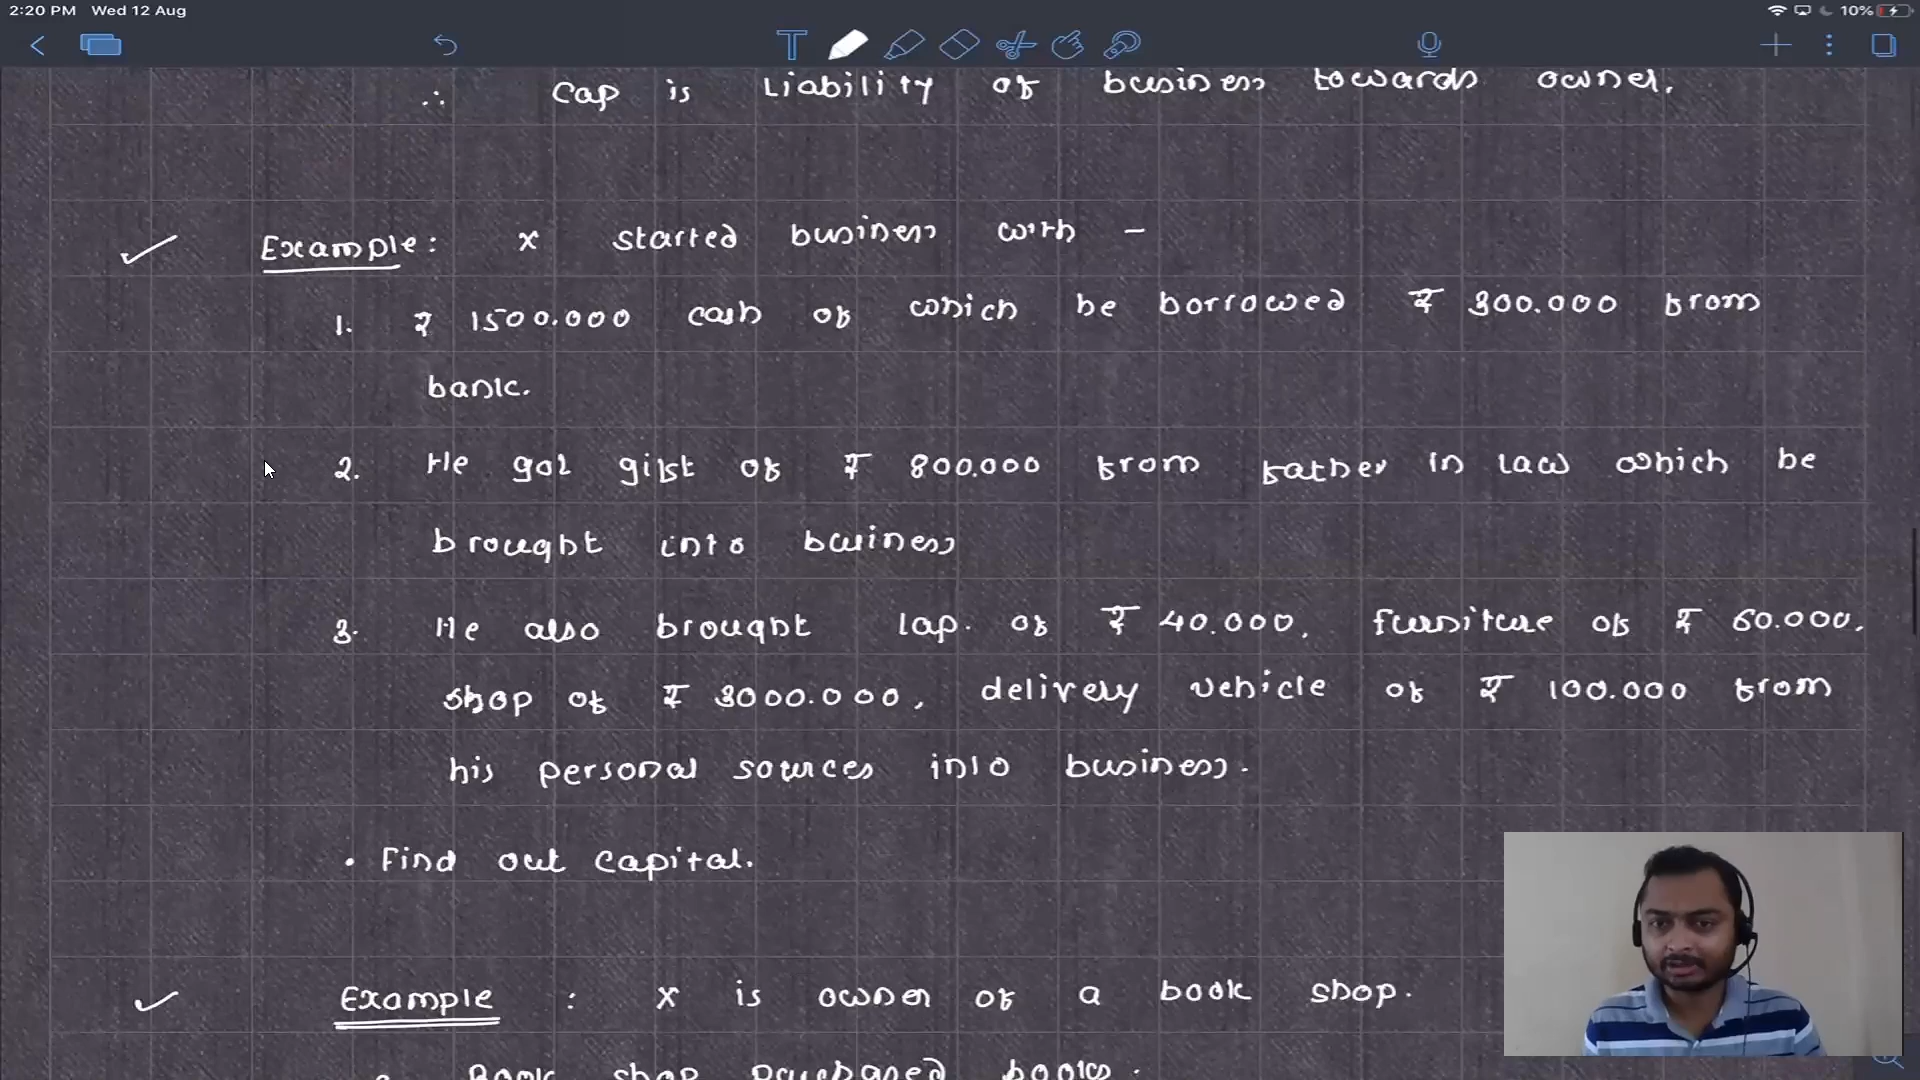 2:20 PM Wed 12 Aug
10%
∴ Cap is Liability of business towards owner.
Example: X started business with -
1. ₹ 1500.000 cash of which he borrowed ₹ 300.000 from
bank.
2. He got gift of ₹ 800.000 from father in law which he
brought into business
3. He also brought lap. of ₹ 40.000, furniture of ₹ 60.000,
shop of ₹ 3000.000, delivery vehicle of ₹ 100.000 from
his personal sources into business.
• Find out capital.
Example : X is owner of a book shop.
Book shop purchased books.